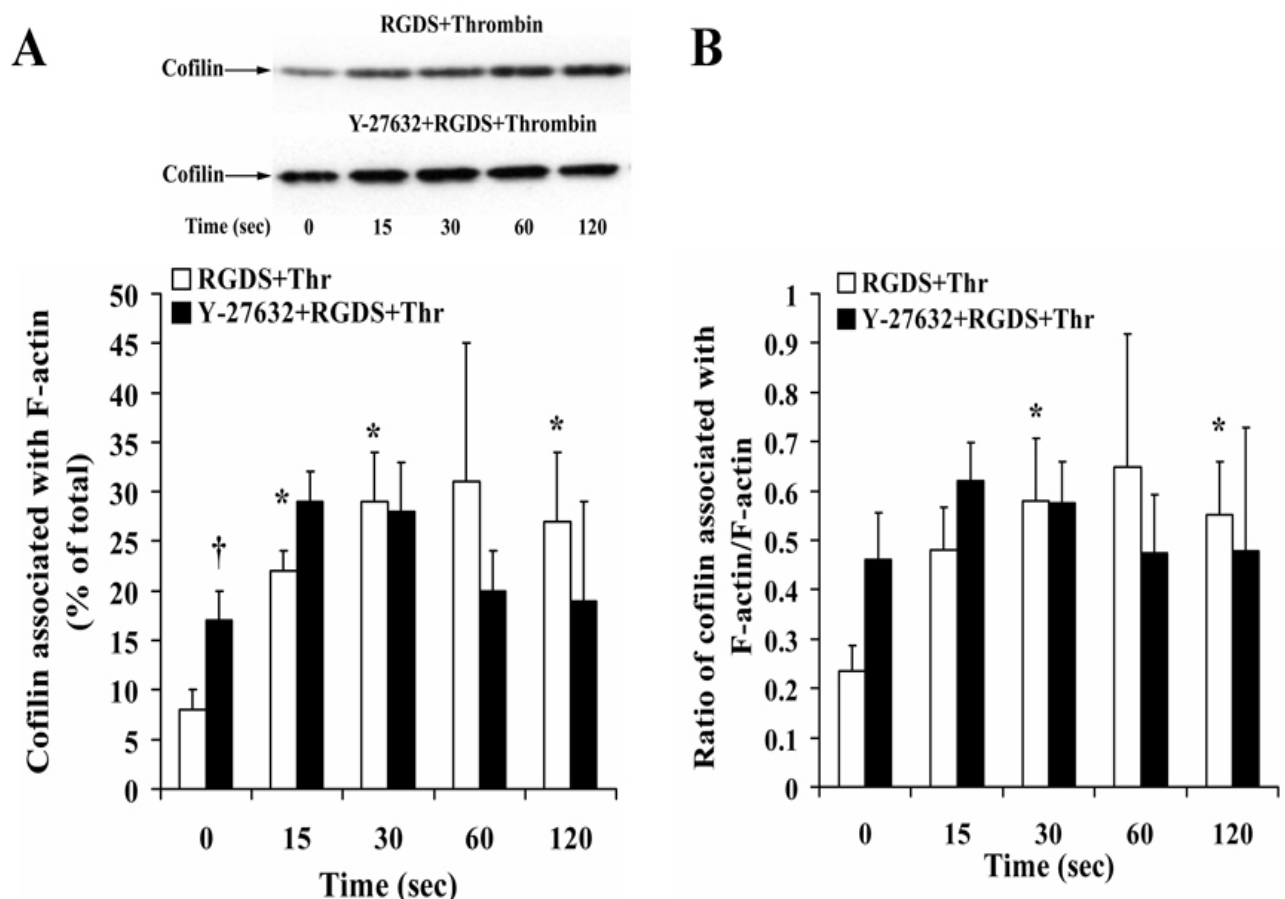 A
RGDS+Thrombin
Cofilin
Y-27632+RGDS+Thrombin
Cofilin
Time (sec) 0 15 30 60 120
RGDS+Thr
Y-27632+RGDS+Thr
Cofilin associated with F-actin
(% of total)
50
45
40
35
30
25
20
15
10
5
0
†
*
*
*
0 15 30 60 120
Time (sec)
B
RGDS+Thr
Y-27632+RGDS+Thr
Ratio of cofilin associated with
F-actin/F-actin
1
0.9
0.8
0.7
0.6
0.5
0.4
0.3
0.2
0.1
0
*
*
0 15 30 60 120
Time (sec)